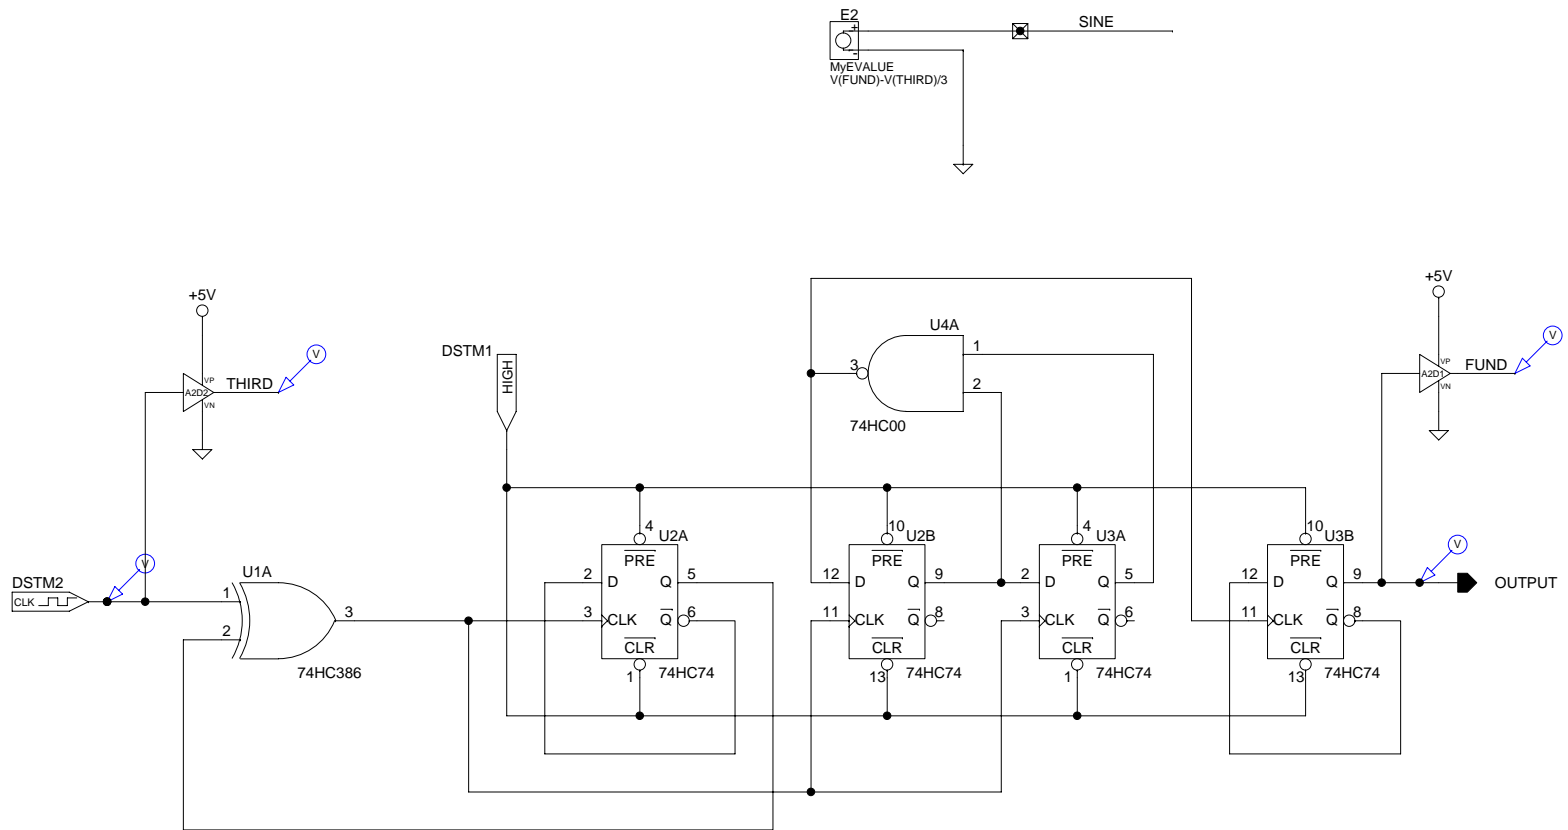 E2
+
SINE
-
MyEVALUE
V(FUND)-V(THIRD)/3
+5V
+5V
U4A
DSTM1
HIGH
1
3
2
74HC00
V
V
VP
A2D2
VN
THIRD
VP
A2D1
VN
FUND
DSTM2
CLK
V
U1A
1
2
3
74HC386
4
U2A
PRE
2
D
Q
5
3
CLK
Q
6
CLR
1
74HC74
10
U2B
PRE
12
D
Q
9
11
CLK
Q
8
CLR
13
74HC74
4
U3A
PRE
2
D
Q
5
3
CLK
Q
6
CLR
1
74HC74
10
U3B
PRE
12
D
Q
9
11
CLK
Q
8
CLR
13
74HC74
V
OUTPUT